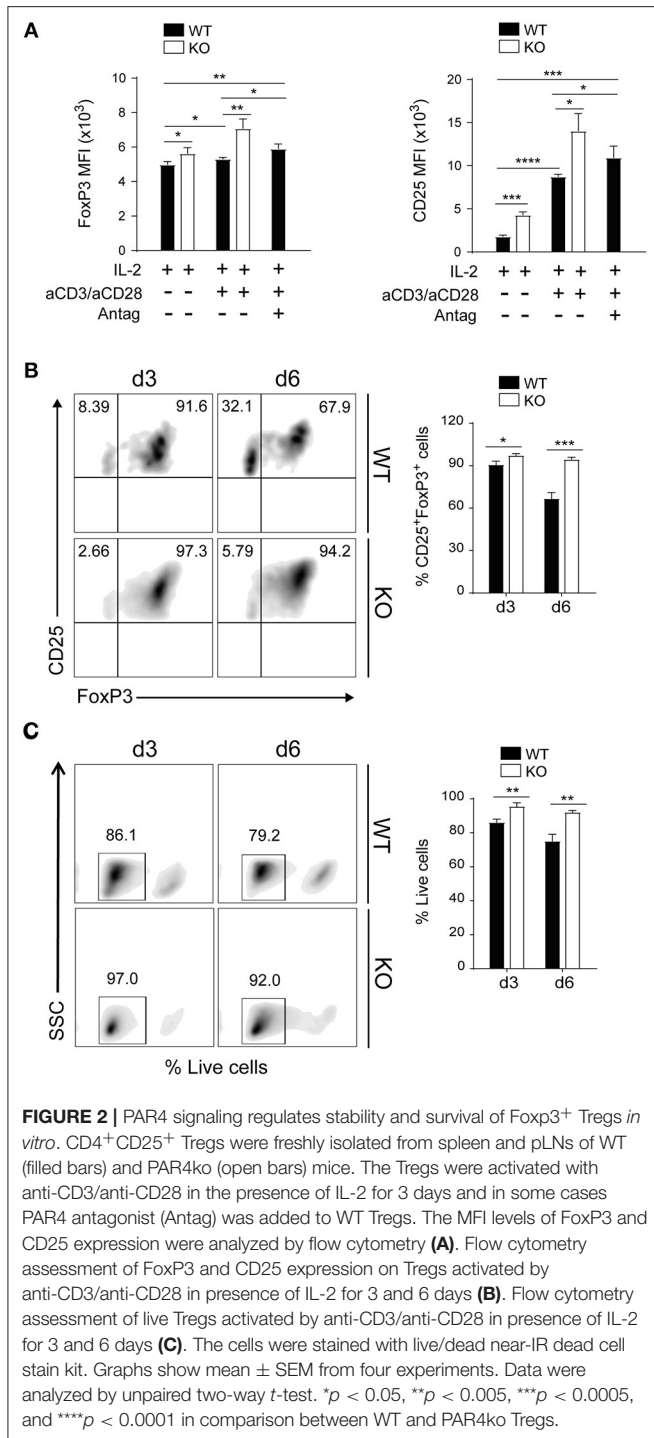 A
WT
KO
WT
KO
FoxP3 MFI (x10³)
10
8
6
4
2
0
**
*
*
**
*
IL-2 + + + + +
aCD3/aCD28 – – + + +
Antag – – – – +
CD25 MFI (x10³)
20
15
10
5
0
***
*
*
****
***
IL-2 + + + + +
aCD3/aCD28 – – + + +
Antag – – – – +
B
d3 d6
8.39 91.6 32.1 67.9
WT
2.66 97.3 5.79 94.2
KO
CD25
FoxP3
WT
KO
% CD25⁺FoxP3⁺ cells
120
90
60
30
0
* ***
d3 d6
C
d3 d6
86.1 79.2
WT
97.0 92.0
KO
SSC
% Live cells
WT
KO
% Live cells
100
80
60
40
20
0
** **
d3 d6
FIGURE 2 | PAR4 signaling regulates stability and survival of Foxp3⁺ Tregs in
vitro. CD4⁺CD25⁺ Tregs were freshly isolated from spleen and pLNs of WT
(filled bars) and PAR4ko (open bars) mice. The Tregs were activated with
anti-CD3/anti-CD28 in the presence of IL-2 for 3 days and in some cases
PAR4 antagonist (Antag) was added to WT Tregs. The MFI levels of FoxP3 and
CD25 expression were analyzed by flow cytometry (A). Flow cytometry
assessment of FoxP3 and CD25 expression on Tregs activated by
anti-CD3/anti-CD28 in presence of IL-2 for 3 and 6 days (B). Flow cytometry
assessment of live Tregs activated by anti-CD3/anti-CD28 in presence of IL-2
for 3 and 6 days (C). The cells were stained with live/dead near-IR dead cell
stain kit. Graphs show mean ± SEM from four experiments. Data were
analyzed by unpaired two-way t-test. *p < 0.05, **p < 0.005, ***p < 0.0005,
and ****p < 0.0001 in comparison between WT and PAR4ko Tregs.